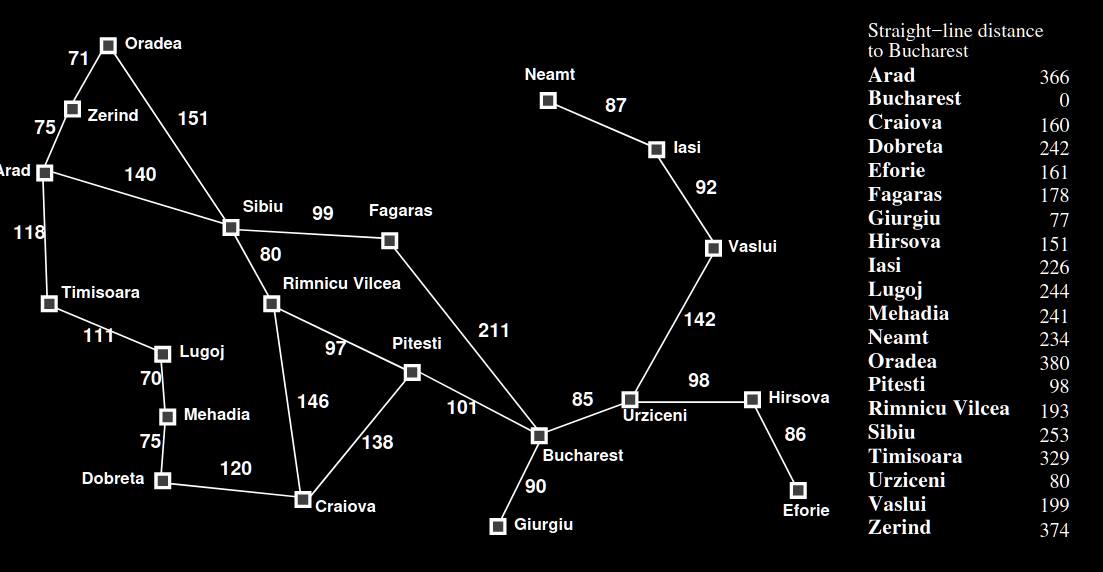 Oradea
71
Neamt
87
Zerind
151
75
Iasi
Arad
140
92
Sibiu
99
Fagaras
118
80
Vaslui
Timisoara
Rimnicu Vilcea
111
211
142
Lugoj
97
Pitesti
70
98
Mehadia
146
101
85
Hirsova
75
138
Urziceni
86
Dobreta
120
Bucharest
Craiova
90
Giurgiu
Eforie
Straight−line distance
to Bucharest
Arad 366
Bucharest 0
Craiova 160
Dobreta 242
Eforie 161
Fagaras 178
Giurgiu 77
Hirsova 151
Iasi 226
Lugoj 244
Mehadia 241
Neamt 234
Oradea 380
Pitesti 98
Rimnicu Vilcea 193
Sibiu 253
Timisoara 329
Urziceni 80
Vaslui 199
Zerind 374